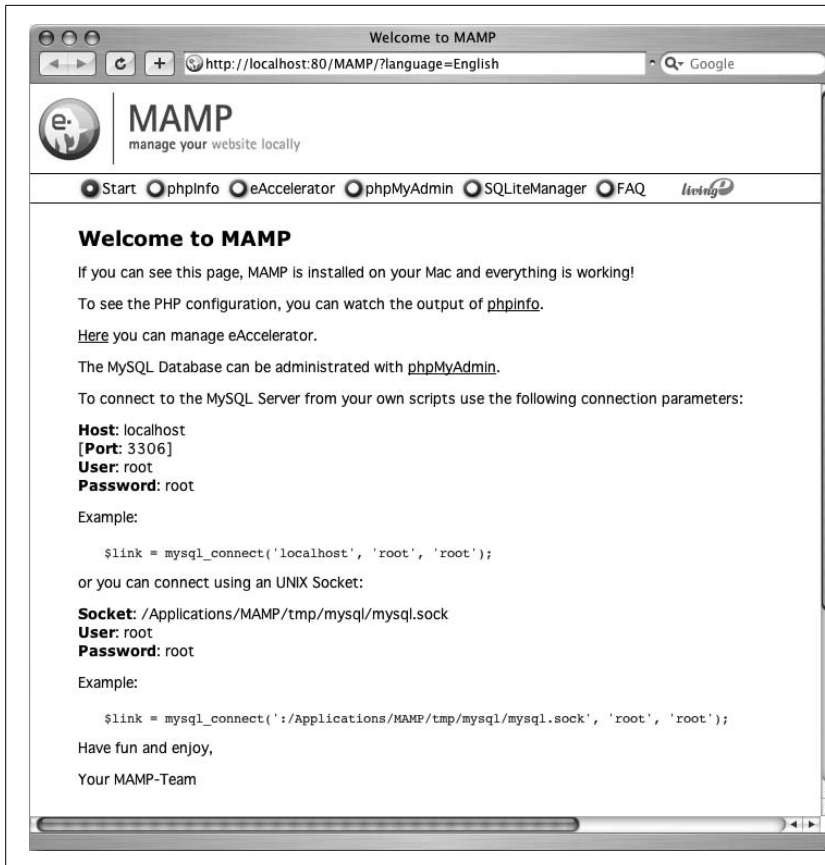 Welcome to MAMP
http://localhost:80/MAMP/?language=English
Google
e.
MAMP
manage your website locally
Start phpInfo eAccelerator phpMyAdmin SQLiteManager FAQ living e
Welcome to MAMP
If you can see this page, MAMP is installed on your Mac and everything is working!
To see the PHP configuration, you can watch the output of phpinfo.
Here you can manage eAccelerator.
The MySQL Database can be administrated with phpMyAdmin.
To connect to the MySQL Server from your own scripts use the following connection parameters:
Host: localhost
[Port: 3306]
User: root
Password: root
Example:
$link = mysql_connect('localhost', 'root', 'root');
or you can connect using an UNIX Socket:
Socket: /Applications/MAMP/tmp/mysql/mysql.sock
User: root
Password: root
Example:
$link = mysql_connect(':/Applications/MAMP/tmp/mysql/mysql.sock', 'root', 'root');
Have fun and enjoy,
Your MAMP-Team